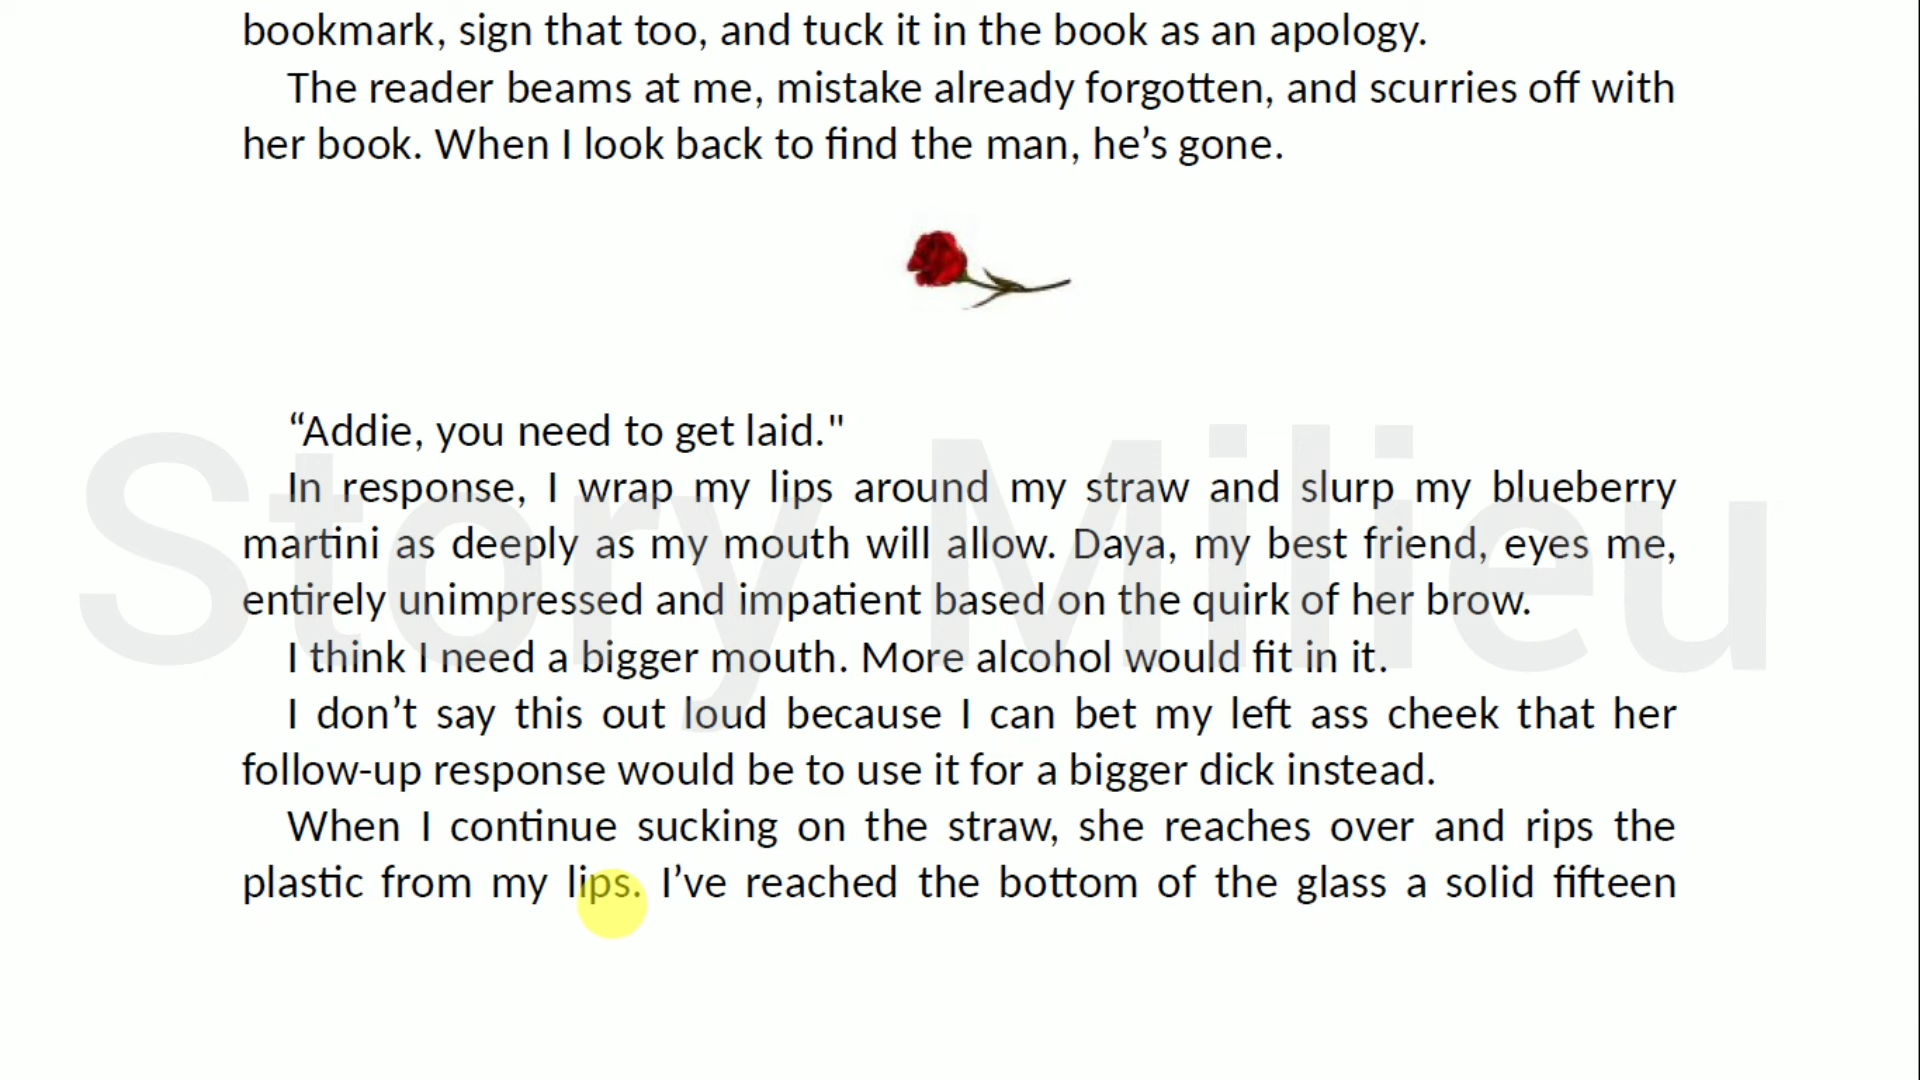 bookmark, sign that too, and tuck it in the book as an apology.
The reader beams at me, mistake already forgotten, and scurries off with
her book. When I look back to find the man, he’s gone.
“Addie, you need to get laid."
In response, I wrap my lips around my straw and slurp my blueberry
martini as deeply as my mouth will allow. Daya, my best friend, eyes me,
entirely unimpressed and impatient based on the quirk of her brow.
I think I need a bigger mouth. More alcohol would fit in it.
I don’t say this out loud because I can bet my left ass cheek that her
follow-up response would be to use it for a bigger dick instead.
When I continue sucking on the straw, she reaches over and rips the
plastic from my lips. I’ve reached the bottom of the glass a solid fifteen
Story Milieu